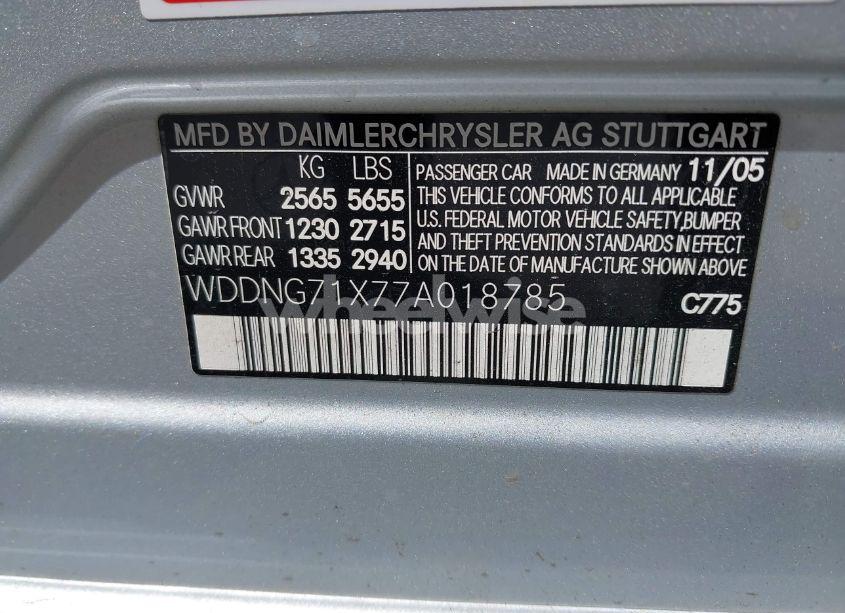 MFD BY DAIMLERCHRYSLER AG STUTTGART
KG LBS
GVWR 2565 5655
GAWR FRONT 1230 2715
GAWR REAR 1335 2940
PASSENGER CAR MADE IN GERMANY 11/05
THIS VEHICLE CONFORMS TO ALL APPLICABLE
U.S. FEDERAL MOTOR VEHICLE SAFETY,BUMPER
AND THEFT PREVENTION STANDARDS IN EFFECT
ON THE DATE OF MANUFACTURE SHOWN ABOVE
WDDNG71X77A018785
C775
wheelwise